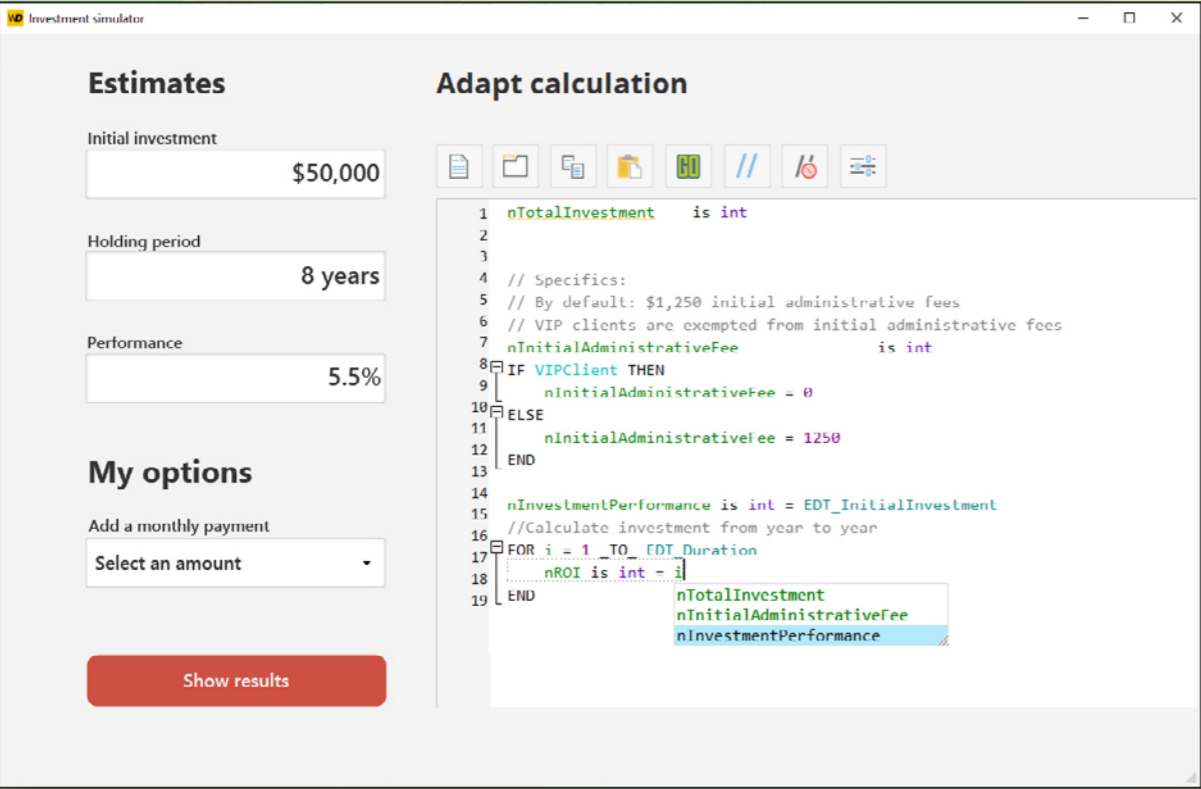 WD Investment simulator
Estimates
Initial investment
$50,000
Holding period
8 years
Performance
5.5%
My options
Add a monthly payment
Select an amount
Show results
Adapt calculation
GO // /
1 nTotalInvestment is int
2
3
4 // Specifics:
5 // By default: $1,250 initial administrative fees
6 // VIP clients are exempted from initial administrative fees
7 nInitialAdministrativeFee is int
8 IF VIPClient THEN
9 nInitialAdministrativeFee = 0
10 ELSE
11 nInitialAdministrativeFee = 1250
12 END
13
14 nInvestmentPerformance is int = EDT_InitialInvestment
15 //Calculate investment from year to year
16 FOR i = 1 _TO_ EDT_Duration
17 nROI is int = i
18 END
19
nTotalInvestment
nInitialAdministrativeFee
nInvestmentPerformance